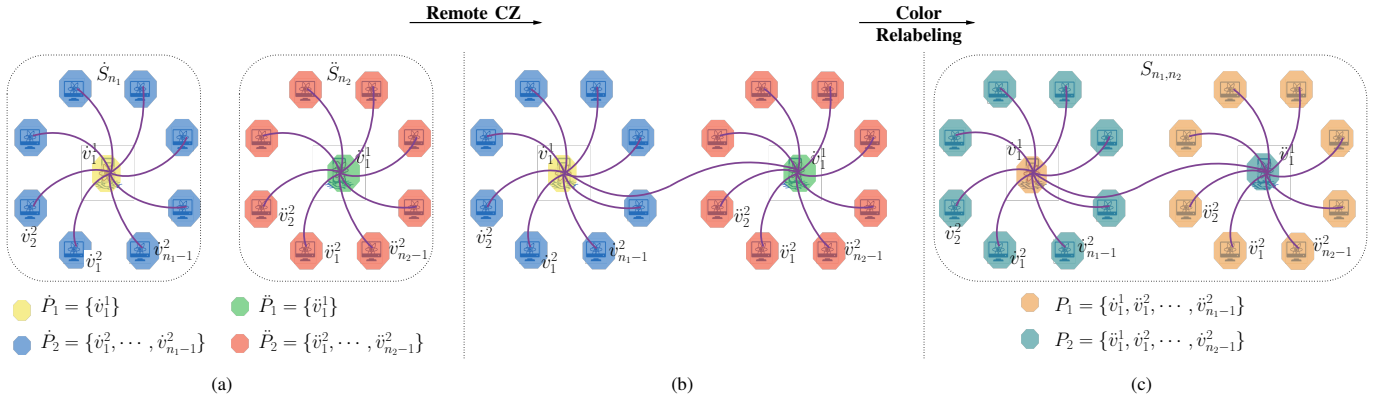 Remote CZ
Color
Relabeling
Ṡ_{n_1}
S̈_{n_2}
S_{n_1,n_2}
v̇_1^1
v̈_1^1
v̇_1^1
v̈_1^1
v̇_1^1
v̈_1^1
v̇_2^2
v̈_2^2
v̇_2^2
v̈_2^2
v̇_2^2
v̈_2^2
v̇_1^2
v̇_{n_1−1}^2
v̈_1^2
v̈_{n_2−1}^2
v̇_1^2
v̇_{n_1−1}^2
v̈_1^2
v̈_{n_2−1}^2
v̇_1^2
v̇_{n_1−1}^2
v̈_1^2
v̈_{n_2−1}^2
Ṗ_1 = {v̇_1^1}
P̈_1 = {v̈_1^1}
P_1 = {v̇_1^1, v̈_1^2, ⋯, v̈_{n_1−1}^2}
Ṗ_2 = {v̇_1^2, ⋯, v̇_{n_1−1}^2}
P̈_2 = {v̈_1^2, ⋯, v̈_{n_2−1}^2}
P_2 = {v̈_1^1, v̇_1^2, ⋯, v̇_{n_2−1}^2}
(a)
(b)
(c)